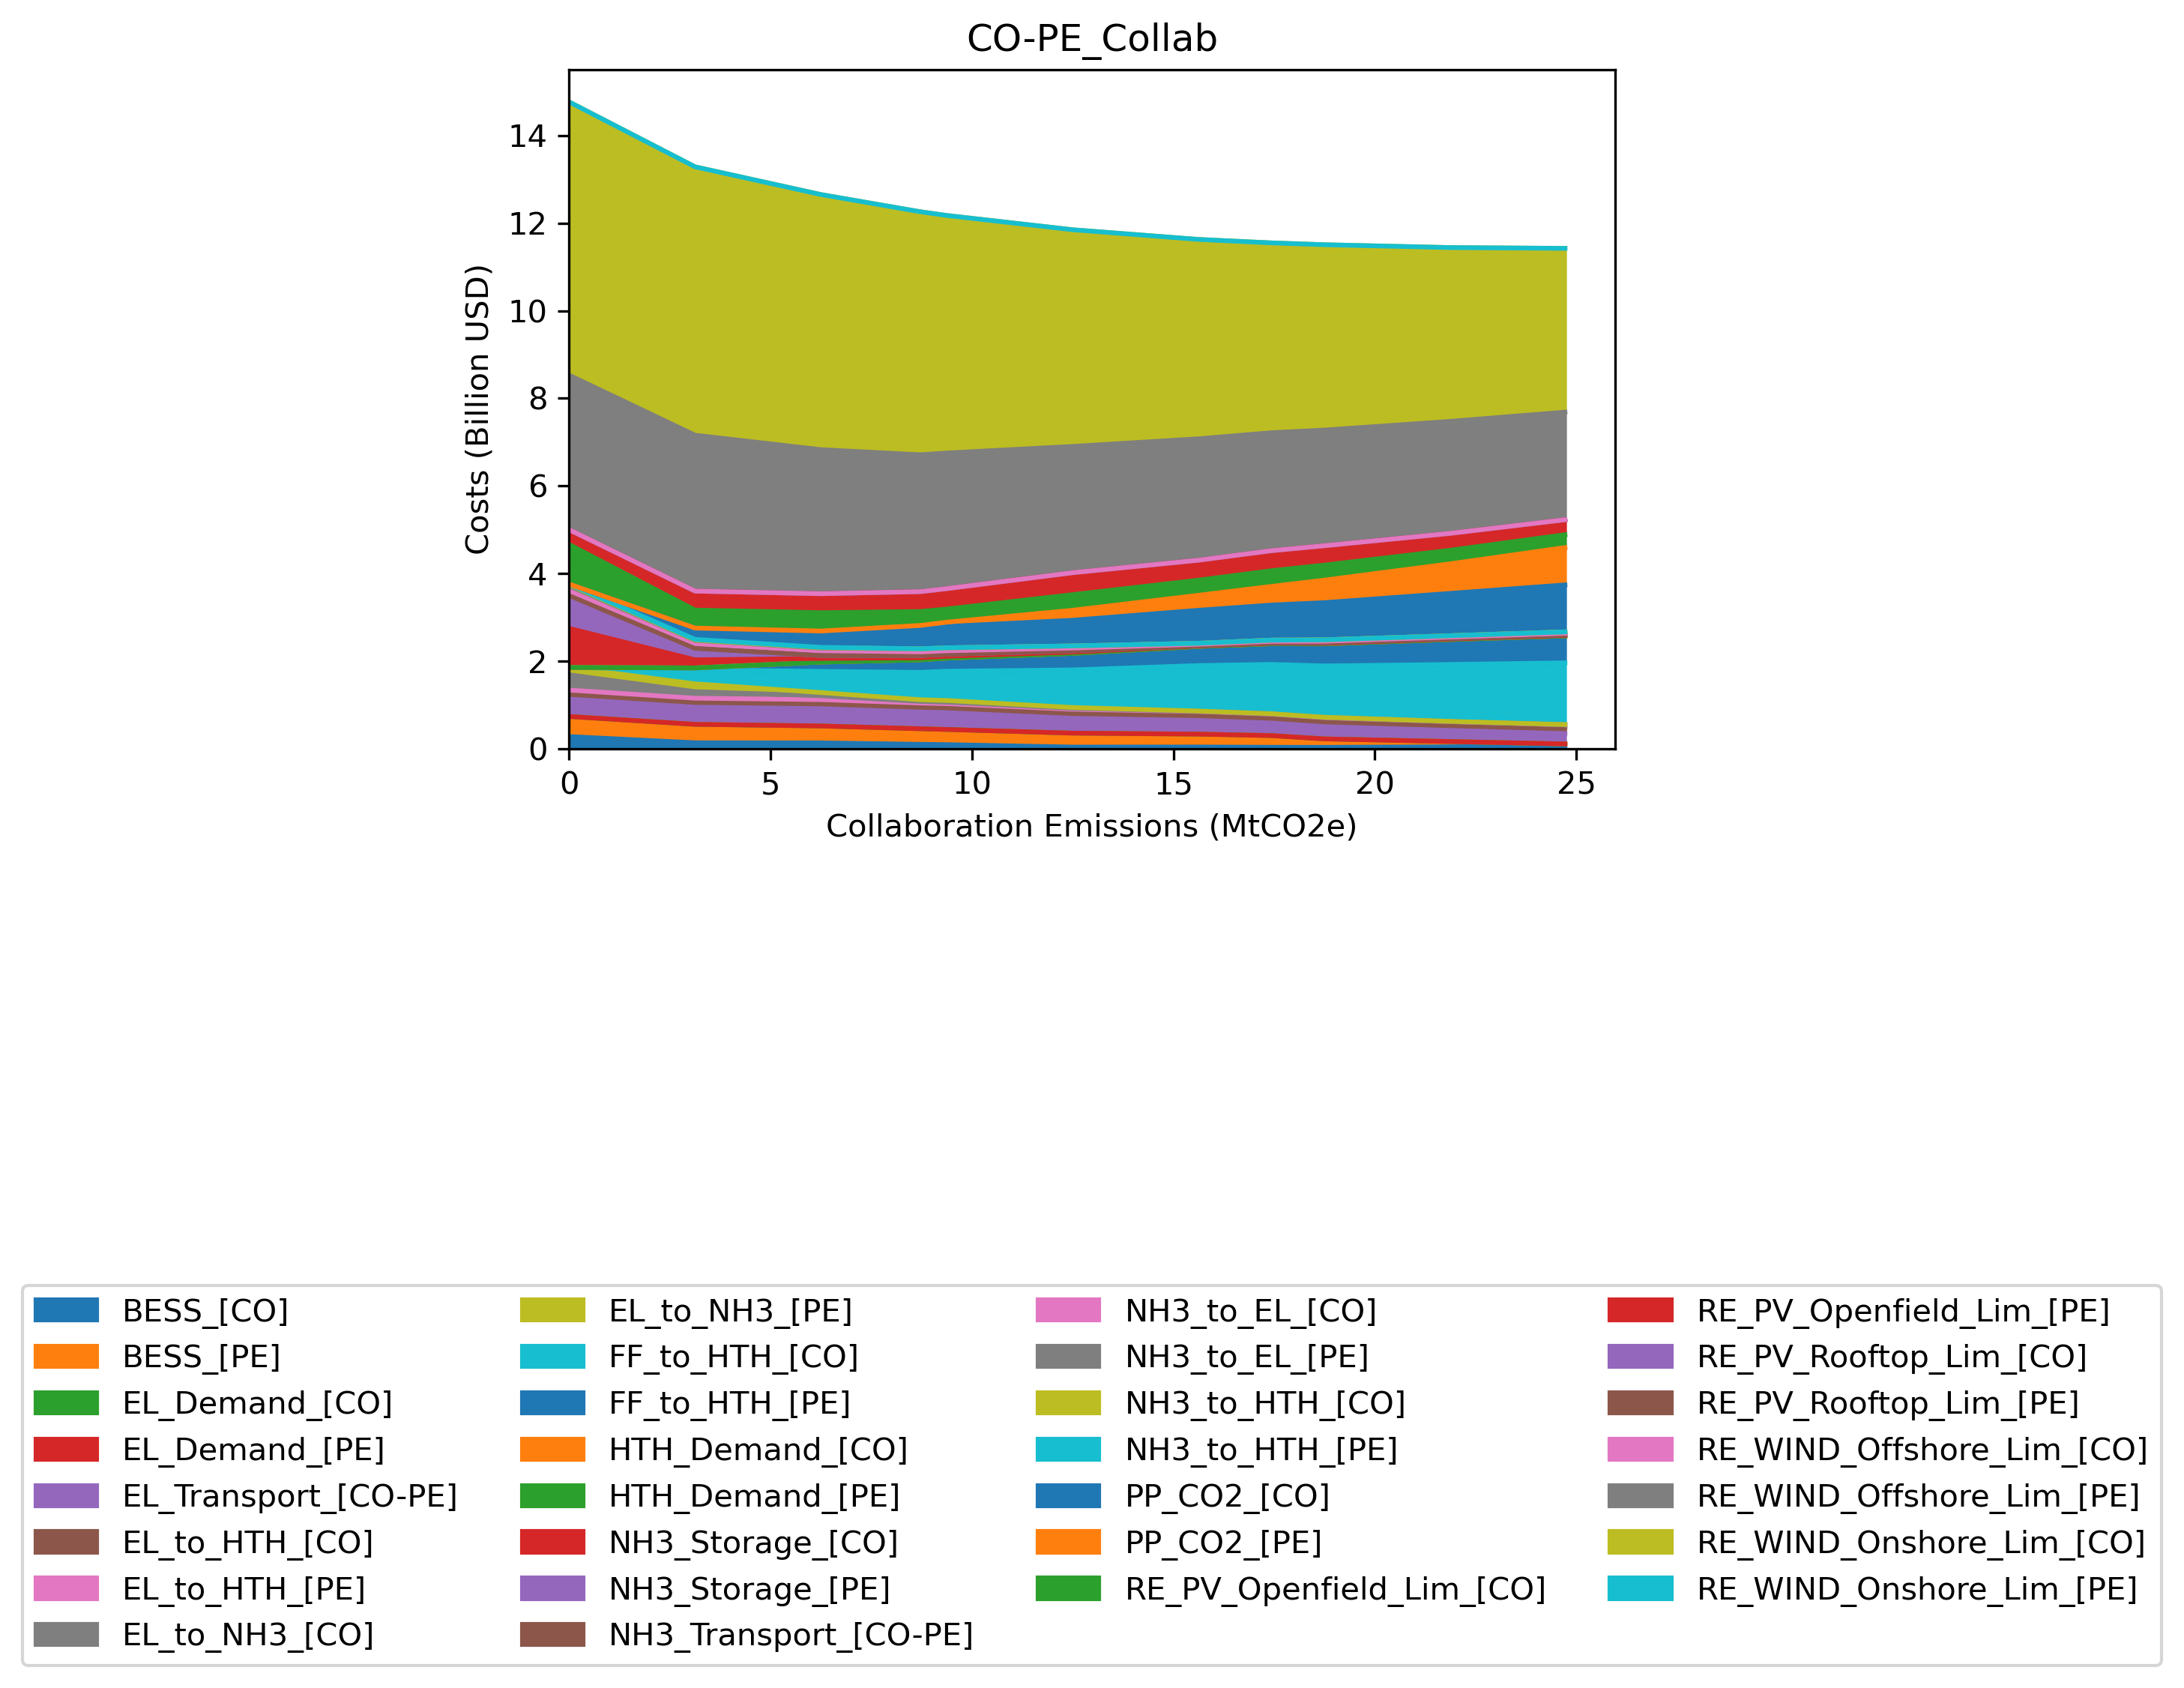 CO-PE_Collab
Costs (Billion USD)
14
12
10
8
6
4
2
0
0 5 10 15 20 25
Collaboration Emissions (MtCO2e)
BESS_[CO]
BESS_[PE]
EL_Demand_[CO]
EL_Demand_[PE]
EL_Transport_[CO-PE]
EL_to_HTH_[CO]
EL_to_HTH_[PE]
EL_to_NH3_[CO]
EL_to_NH3_[PE]
FF_to_HTH_[CO]
FF_to_HTH_[PE]
HTH_Demand_[CO]
HTH_Demand_[PE]
NH3_Storage_[CO]
NH3_Storage_[PE]
NH3_Transport_[CO-PE]
NH3_to_EL_[CO]
NH3_to_EL_[PE]
NH3_to_HTH_[CO]
NH3_to_HTH_[PE]
PP_CO2_[CO]
PP_CO2_[PE]
RE_PV_Openfield_Lim_[CO]
RE_PV_Openfield_Lim_[PE]
RE_PV_Rooftop_Lim_[CO]
RE_PV_Rooftop_Lim_[PE]
RE_WIND_Offshore_Lim_[CO]
RE_WIND_Offshore_Lim_[PE]
RE_WIND_Onshore_Lim_[CO]
RE_WIND_Onshore_Lim_[PE]